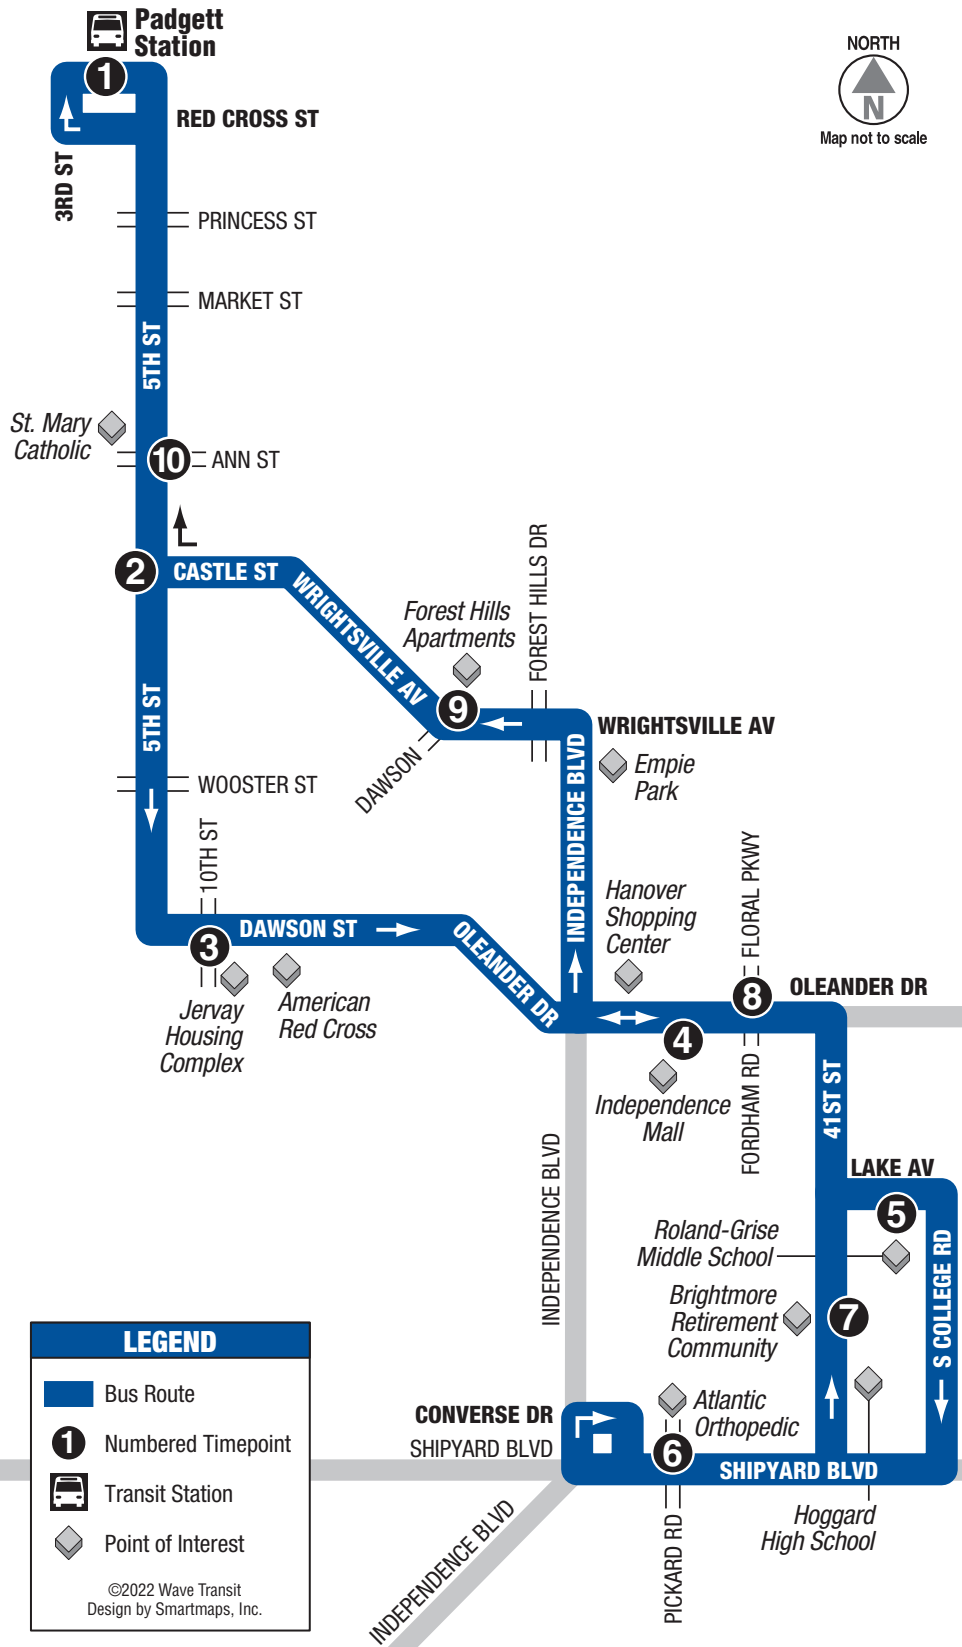 Padgett
Station
1
NORTH
N
Map not to scale
RED CROSS ST
3RD ST
PRINCESS ST
MARKET ST
5TH ST
St. Mary
Catholic
10
ANN ST
2
CASTLE ST
WRIGHTSVILLE AV
Forest Hills
Apartments
FOREST HILLS DR
9
WRIGHTSVILLE AV
5TH ST
DAWSON
INDEPENDENCE BLVD
Empie
Park
WOOSTER ST
10TH ST
DAWSON ST
3
OLEANDER DR
Hanover
Shopping
Center
FLORAL PKWY
8
OLEANDER DR
Jervay
Housing
Complex
American
Red Cross
4
Independence
Mall
FORDHAM RD
41ST ST
INDEPENDENCE BLVD
LAKE AV
5
Roland-Grise
Middle School
S COLLEGE RD
Brightmore
Retirement
Community
7
CONVERSE DR
SHIPYARD BLVD
Atlantic
Orthopedic
6
SHIPYARD BLVD
Hoggard
High School
PICKARD RD
INDEPENDENCE BLVD
LEGEND
Bus Route
1
Numbered Timepoint
Transit Station
Point of Interest
©2022 Wave Transit
Design by Smartmaps, Inc.